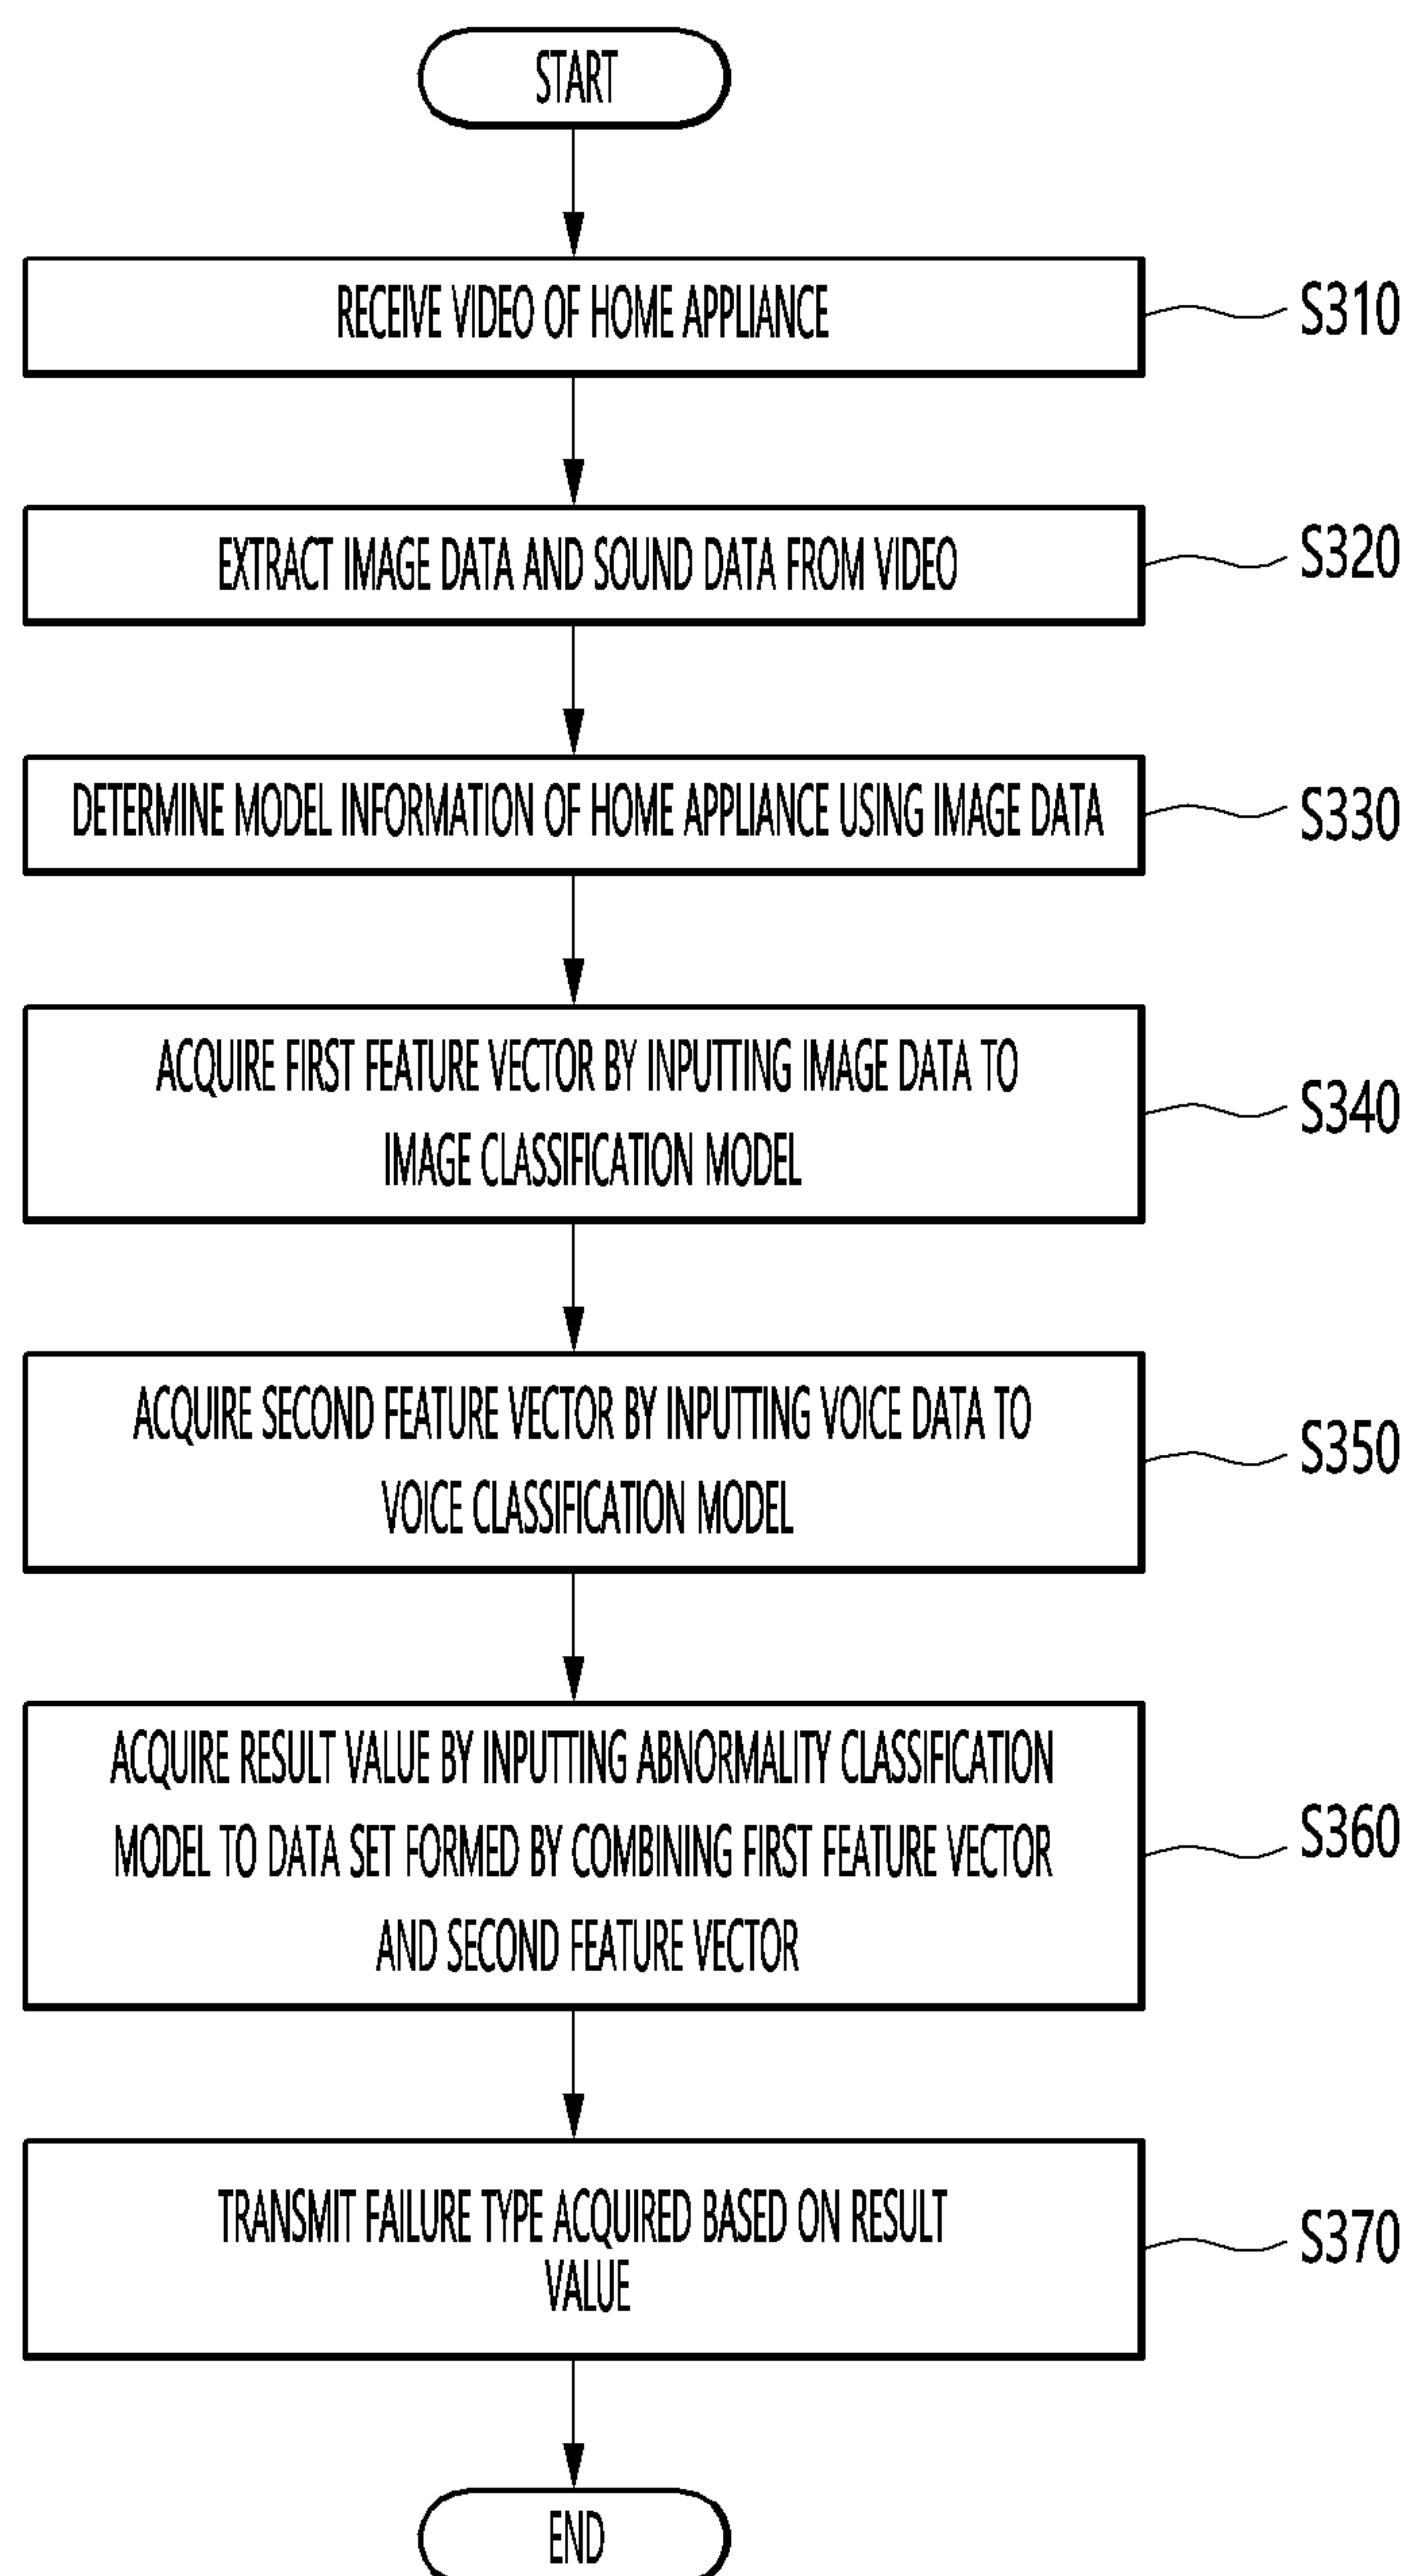 START
RECEIVE VIDEO OF HOME APPLIANCE
S310
EXTRACT IMAGE DATA AND SOUND DATA FROM VIDEO
S320
DETERMINE MODEL INFORMATION OF HOME APPLIANCE USING IMAGE DATA
S330
ACQUIRE FIRST FEATURE VECTOR BY INPUTTING IMAGE DATA TO
IMAGE CLASSIFICATION MODEL
S340
ACQUIRE SECOND FEATURE VECTOR BY INPUTTING VOICE DATA TO
VOICE CLASSIFICATION MODEL
S350
ACQUIRE RESULT VALUE BY INPUTTING ABNORMALITY CLASSIFICATION
MODEL TO DATA SET FORMED BY COMBINING FIRST FEATURE VECTOR
AND SECOND FEATURE VECTOR
S360
TRANSMIT FAILURE TYPE ACQUIRED BASED ON RESULT
VALUE
S370
END